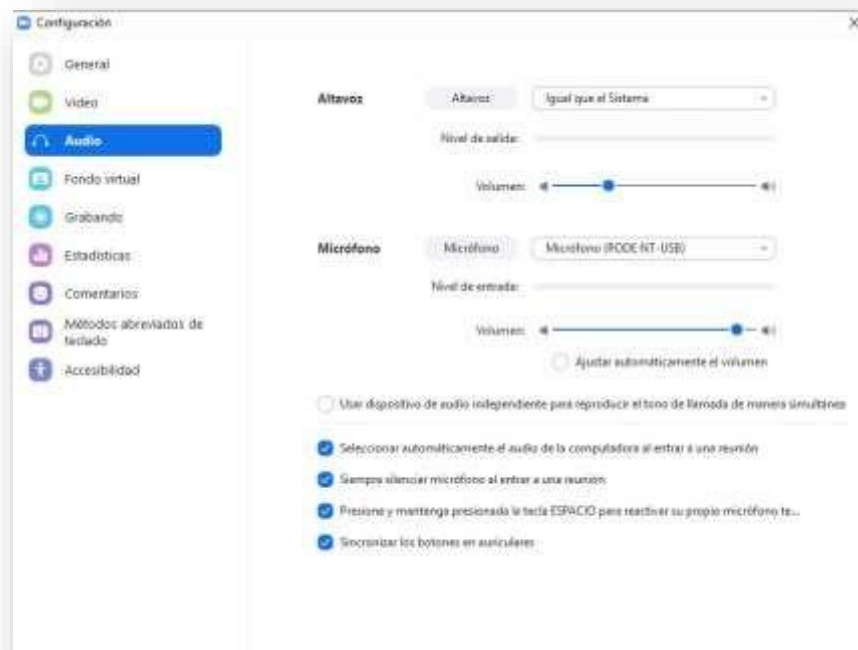 Configuración
General
Video
Audio
Fondo virtual
Grabando
Estadísticas
Comentarios
Métodos abreviados de
teclado
Accesibilidad
Altavoz
Altavoz
Igual que el Sistema
Nivel de salida:
Volumen:
Micrófono
Micrófono
Micrófono (RODE NT-USB)
Nivel de entrada:
Volumen:
Ajustar automáticamente el volumen
Usar dispositivo de audio independiente para reproducir el tono de llamada de manera simultánea
Seleccionar automáticamente el audio de la computadora al entrar a una reunión
Siempre silenciar micrófono al entrar a una reunión
Presione y mantenga presionada la tecla ESPACIO para reactivar su propio micrófono te...
Sincronizar los botones en auriculares